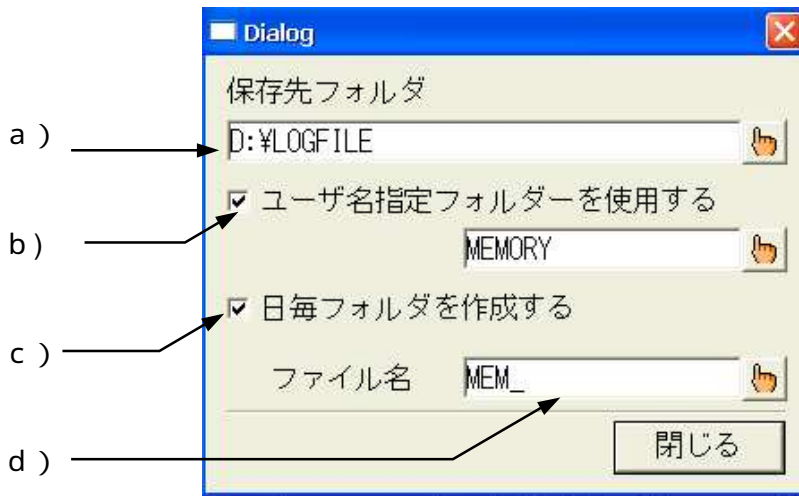 Dialog
保存先フォルダ
a )
D:¥LOGFILE
ユーザ名指定フォルダーを使用する
b )
MEMORY
日毎フォルダを作成する
c )
ファイル名 MEM_
閉じる
d )